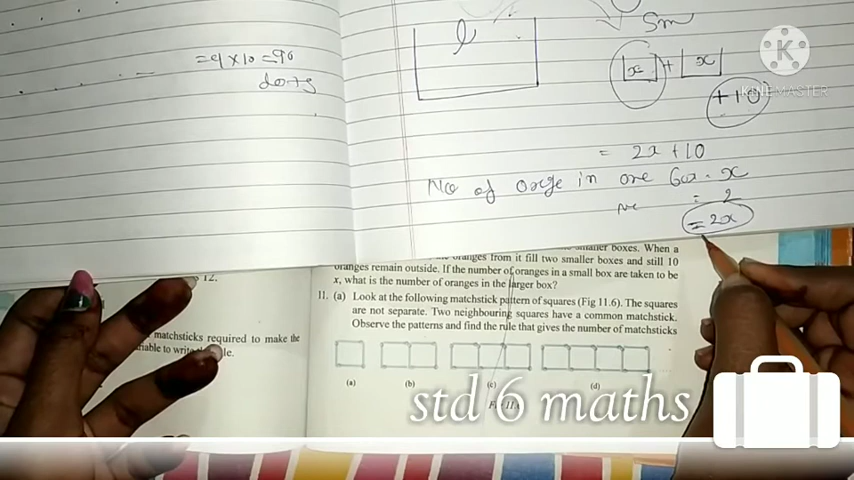 = 9 × 10 = 90
dots
l
Sm
x + x
+10
= 2x + 10
No of orage in one Box - x
= 2
= 2x
KINEMASTER
smaller boxes. When a
oranges from it fill two smaller boxes and still 10
oranges remain outside. If the number of oranges in a small box are taken to be
x, what is the number of oranges in the larger box?
12.
matchsticks required to make the
11. (a) Look at the following matchstick pattern of squares (Fig 11.6). The squares
are not separate. Two neighbouring squares have a common matchstick.
Observe the patterns and find the rule that gives the number of matchsticks
(a) (b) (c) (d)
std 6 maths